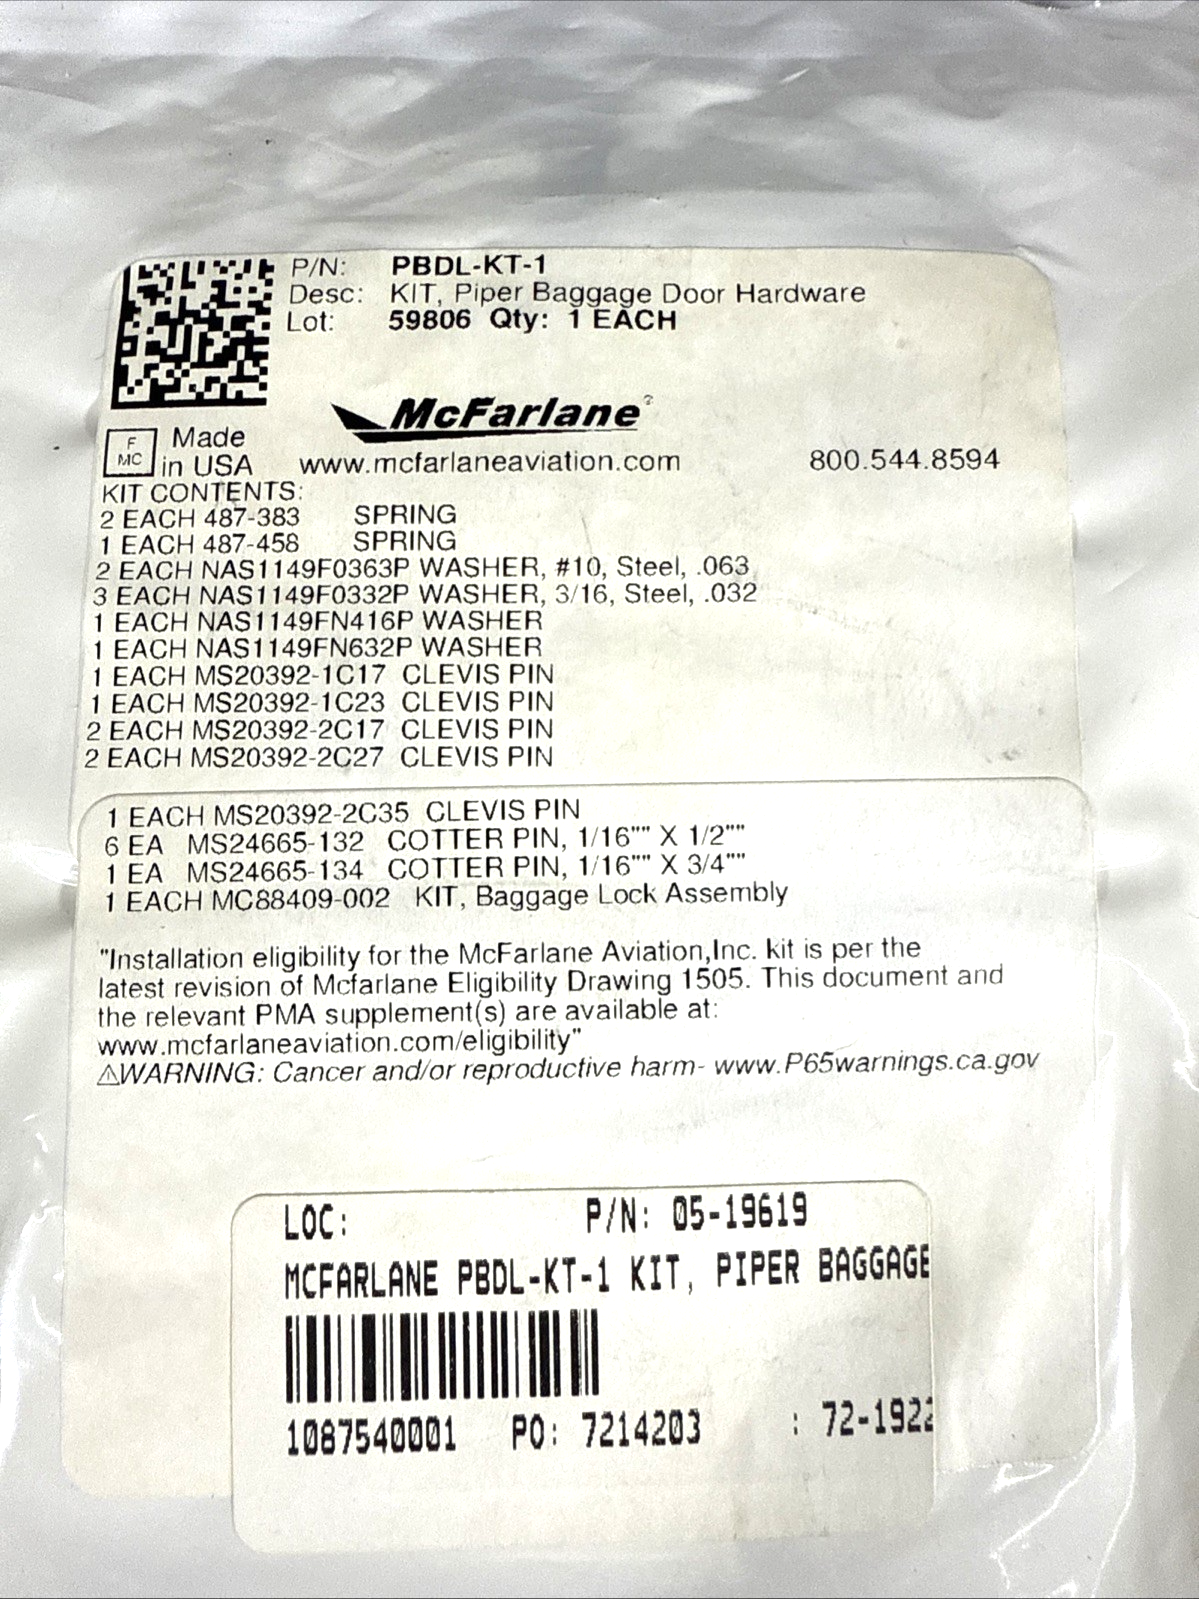 P/N: PBDL-KT-1
Desc: KIT, Piper Baggage Door Hardware
Lot: 59806 Qty: 1 EACH
McFarlane
F MC Made in USA
www.mcfarlaneaviation.com 800.544.8594
KIT CONTENTS:
2 EACH 487-383 SPRING
1 EACH 487-458 SPRING
2 EACH NAS1149F0363P WASHER, #10, Steel, .063
3 EACH NAS1149F0332P WASHER, 3/16, Steel, .032
1 EACH NAS1149FN416P WASHER
1 EACH NAS1149FN632P WASHER
1 EACH MS20392-1C17 CLEVIS PIN
1 EACH MS20392-1C23 CLEVIS PIN
2 EACH MS20392-2C17 CLEVIS PIN
2 EACH MS20392-2C27 CLEVIS PIN
1 EACH MS20392-2C35 CLEVIS PIN
6 EA MS24665-132 COTTER PIN, 1/16"" X 1/2""
1 EA MS24665-134 COTTER PIN, 1/16"" X 3/4""
1 EACH MC88409-002 KIT, Baggage Lock Assembly
"Installation eligibility for the McFarlane Aviation,Inc. kit is per the
latest revision of Mcfarlane Eligibility Drawing 1505. This document and
the relevant PMA supplement(s) are available at:
www.mcfarlaneaviation.com/eligibility"
⚠WARNING: Cancer and/or reproductive harm- www.P65warnings.ca.gov
LOC: P/N: 05-19619
MCFARLANE PBDL-KT-1 KIT, PIPER BAGGAGE
1087540001 PO: 7214203 : 72-1922